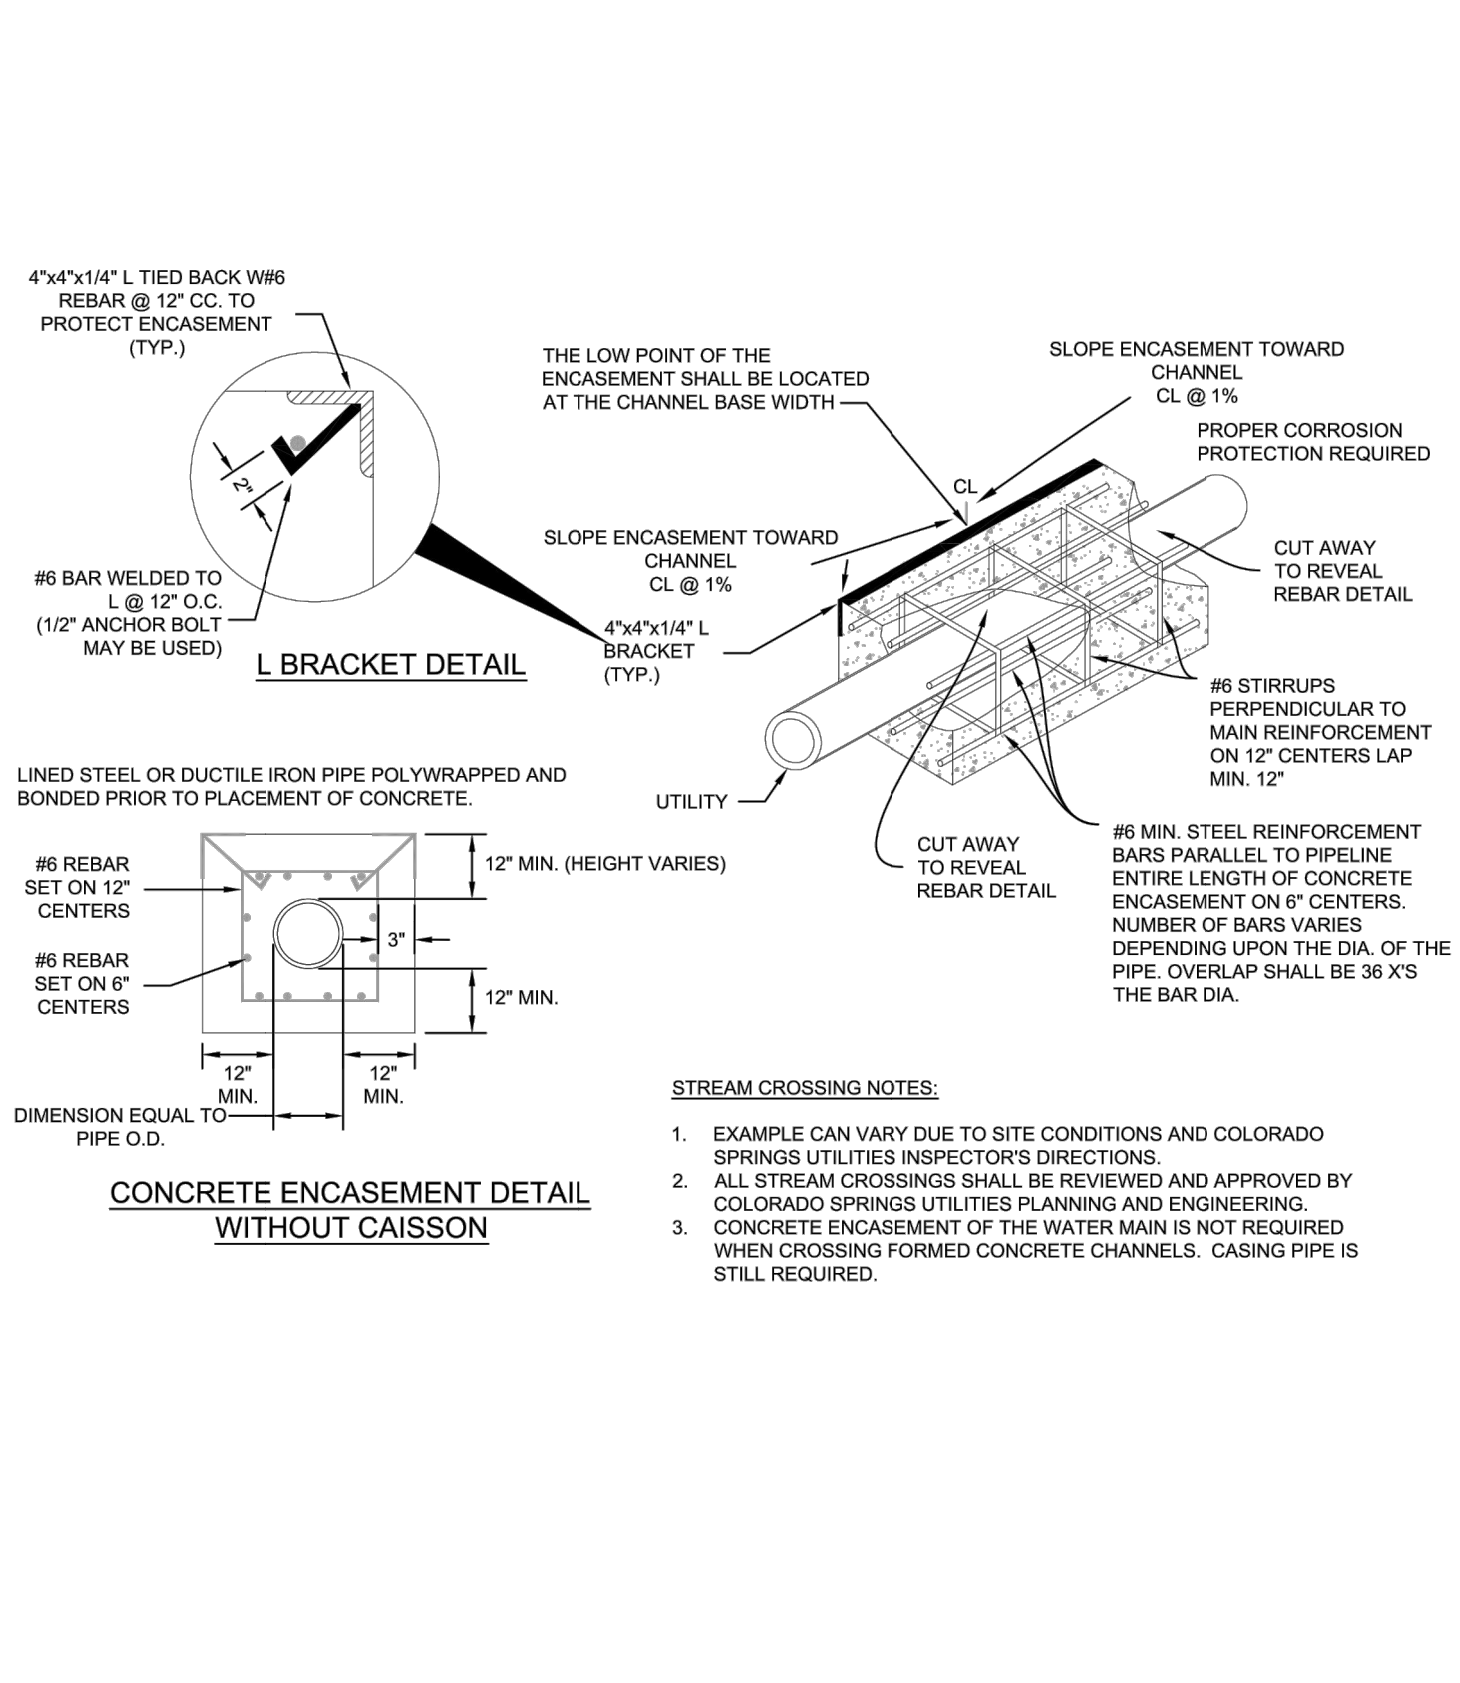 4"x4"x1/4" L TIED BACK W#6
REBAR @ 12" CC. TO
PROTECT ENCASEMENT
(TYP.)
2"
#6 BAR WELDED TO
L @ 12" O.C.
(1/2" ANCHOR BOLT
MAY BE USED)
L BRACKET DETAIL
THE LOW POINT OF THE
ENCASEMENT SHALL BE LOCATED
AT THE CHANNEL BASE WIDTH
SLOPE ENCASEMENT TOWARD
CHANNEL
CL @ 1%
PROPER CORROSION
PROTECTION REQUIRED
CL
SLOPE ENCASEMENT TOWARD
CHANNEL
CL @ 1%
CUT AWAY
TO REVEAL
REBAR DETAIL
4"x4"x1/4" L
BRACKET
(TYP.)
#6 STIRRUPS
PERPENDICULAR TO
MAIN REINFORCEMENT
ON 12" CENTERS LAP
MIN. 12"
UTILITY
CUT AWAY
TO REVEAL
REBAR DETAIL
#6 MIN. STEEL REINFORCEMENT
BARS PARALLEL TO PIPELINE
ENTIRE LENGTH OF CONCRETE
ENCASEMENT ON 6" CENTERS.
NUMBER OF BARS VARIES
DEPENDING UPON THE DIA. OF THE
PIPE. OVERLAP SHALL BE 36 X'S
THE BAR DIA.
LINED STEEL OR DUCTILE IRON PIPE POLYWRAPPED AND
BONDED PRIOR TO PLACEMENT OF CONCRETE.
#6 REBAR
SET ON 12"
CENTERS
12" MIN. (HEIGHT VARIES)
3"
#6 REBAR
SET ON 6"
CENTERS
12" MIN.
12"
MIN.
12"
MIN.
DIMENSION EQUAL TO
PIPE O.D.
CONCRETE ENCASEMENT DETAIL
WITHOUT CAISSON
STREAM CROSSING NOTES:
1. EXAMPLE CAN VARY DUE TO SITE CONDITIONS AND COLORADO
SPRINGS UTILITIES INSPECTOR'S DIRECTIONS.
2. ALL STREAM CROSSINGS SHALL BE REVIEWED AND APPROVED BY
COLORADO SPRINGS UTILITIES PLANNING AND ENGINEERING.
3. CONCRETE ENCASEMENT OF THE WATER MAIN IS NOT REQUIRED
WHEN CROSSING FORMED CONCRETE CHANNELS. CASING PIPE IS
STILL REQUIRED.